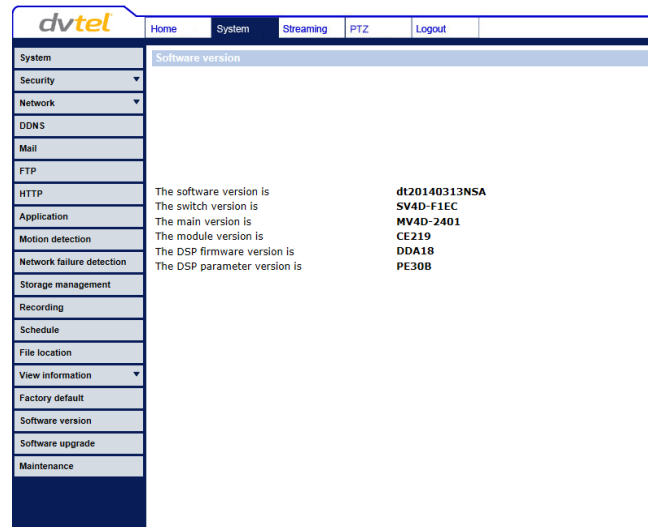 dvtel
Home System Streaming PTZ Logout
System
Security
Network
DDNS
Mail
FTP
HTTP
Application
Motion detection
Network failure detection
Storage management
Recording
Schedule
File location
View information
Factory default
Software version
Software upgrade
Maintenance
Software version
The software version is dt20140313NSA
The switch version is SV4D-F1EC
The main version is MV4D-2401
The module version is CE219
The DSP firmware version is DDA18
The DSP parameter version is PE30B